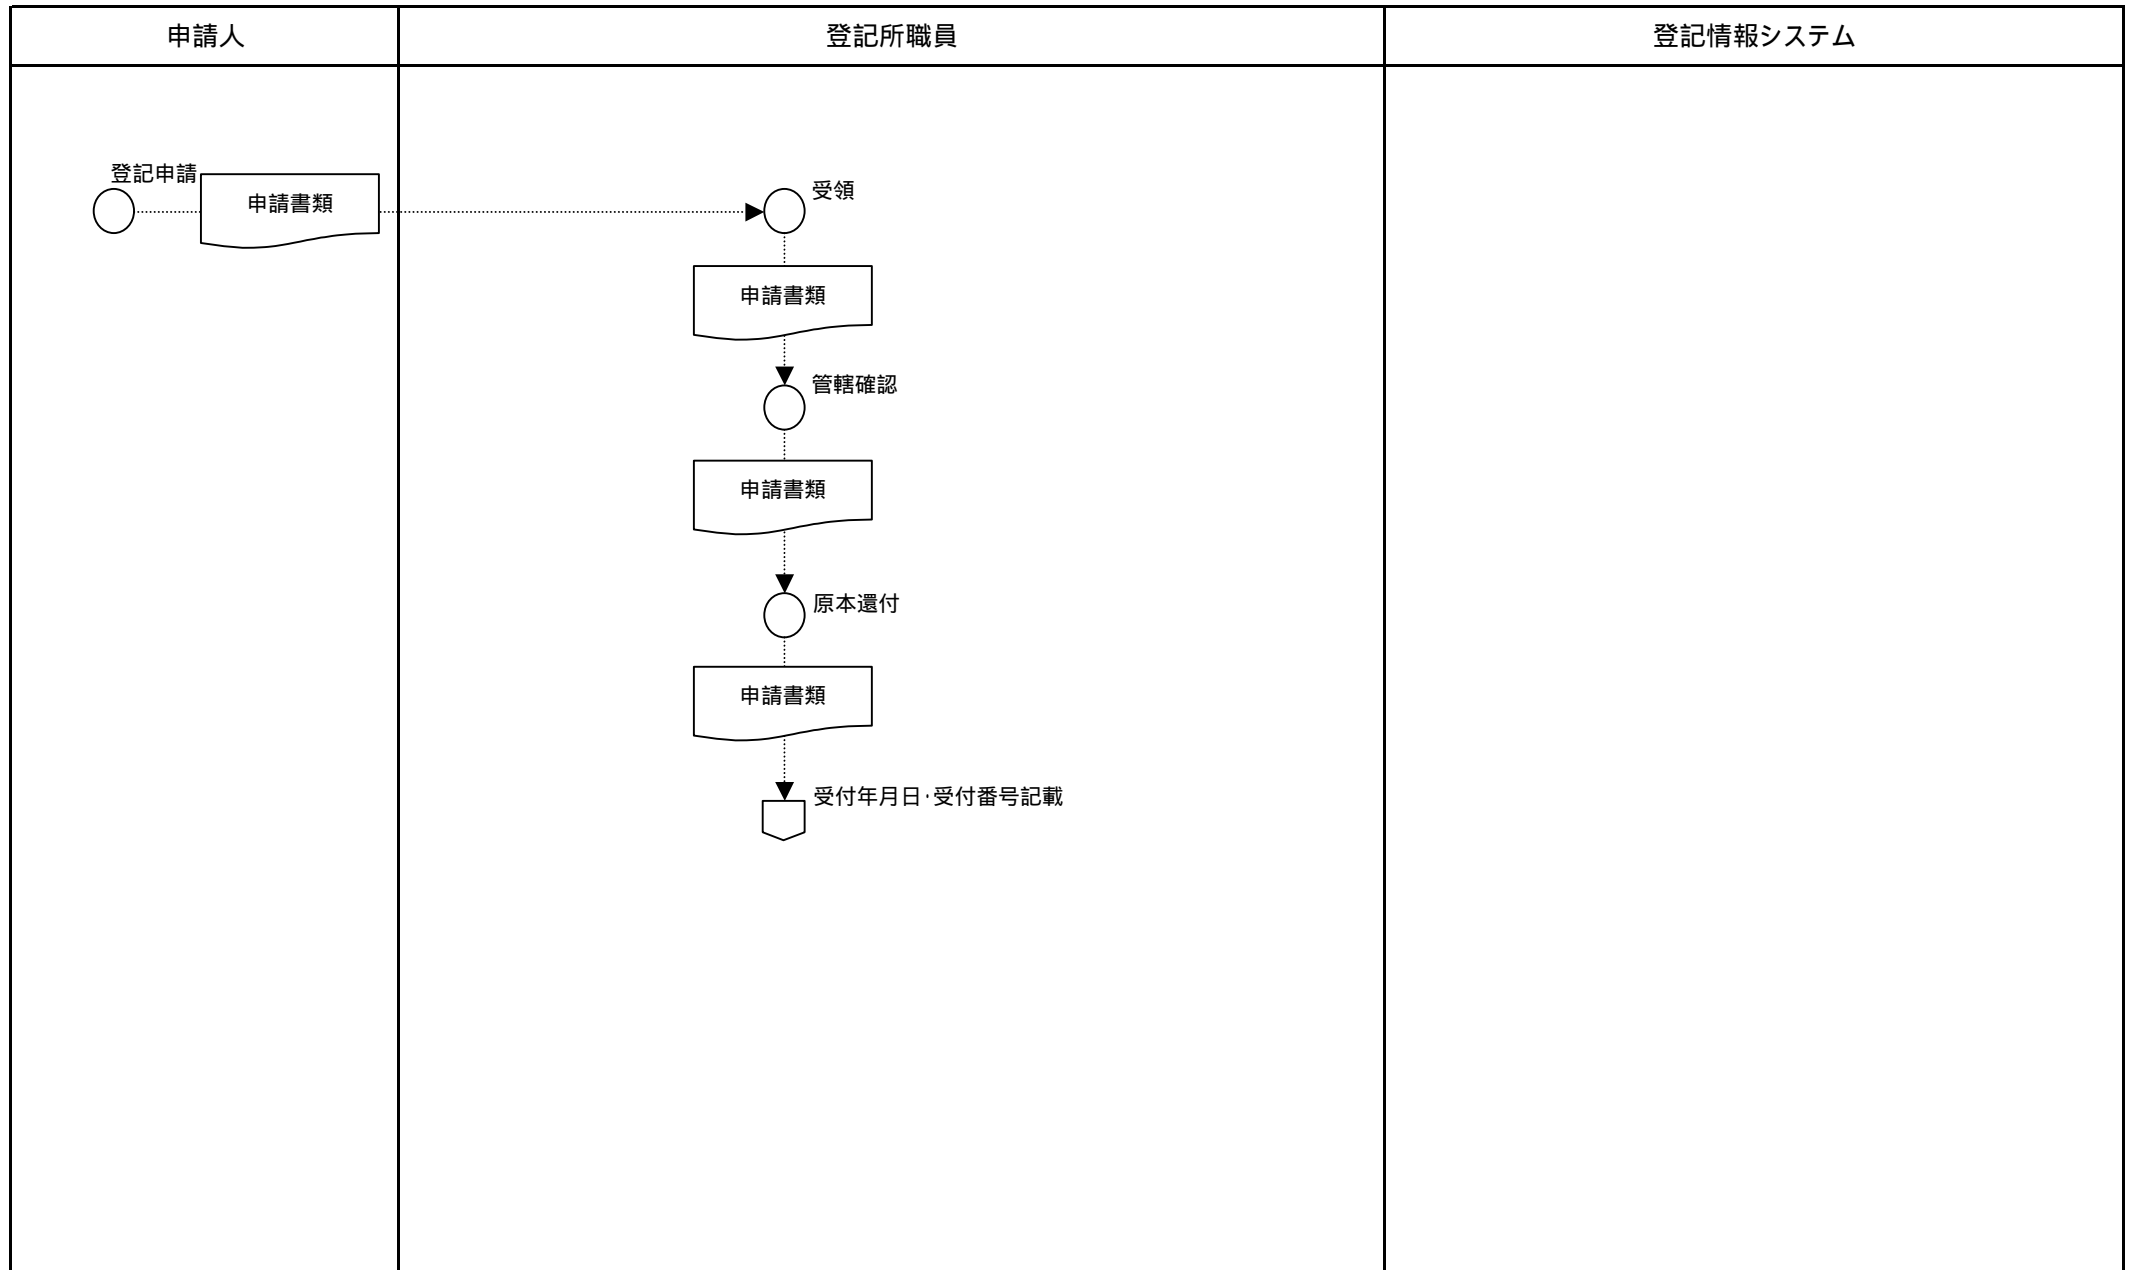 申請人
登記所職員
登記情報システム
登記申請
申請書類
受領
申請書類
管轄確認
申請書類
原本還付
申請書類
受付年月日・受付番号記載